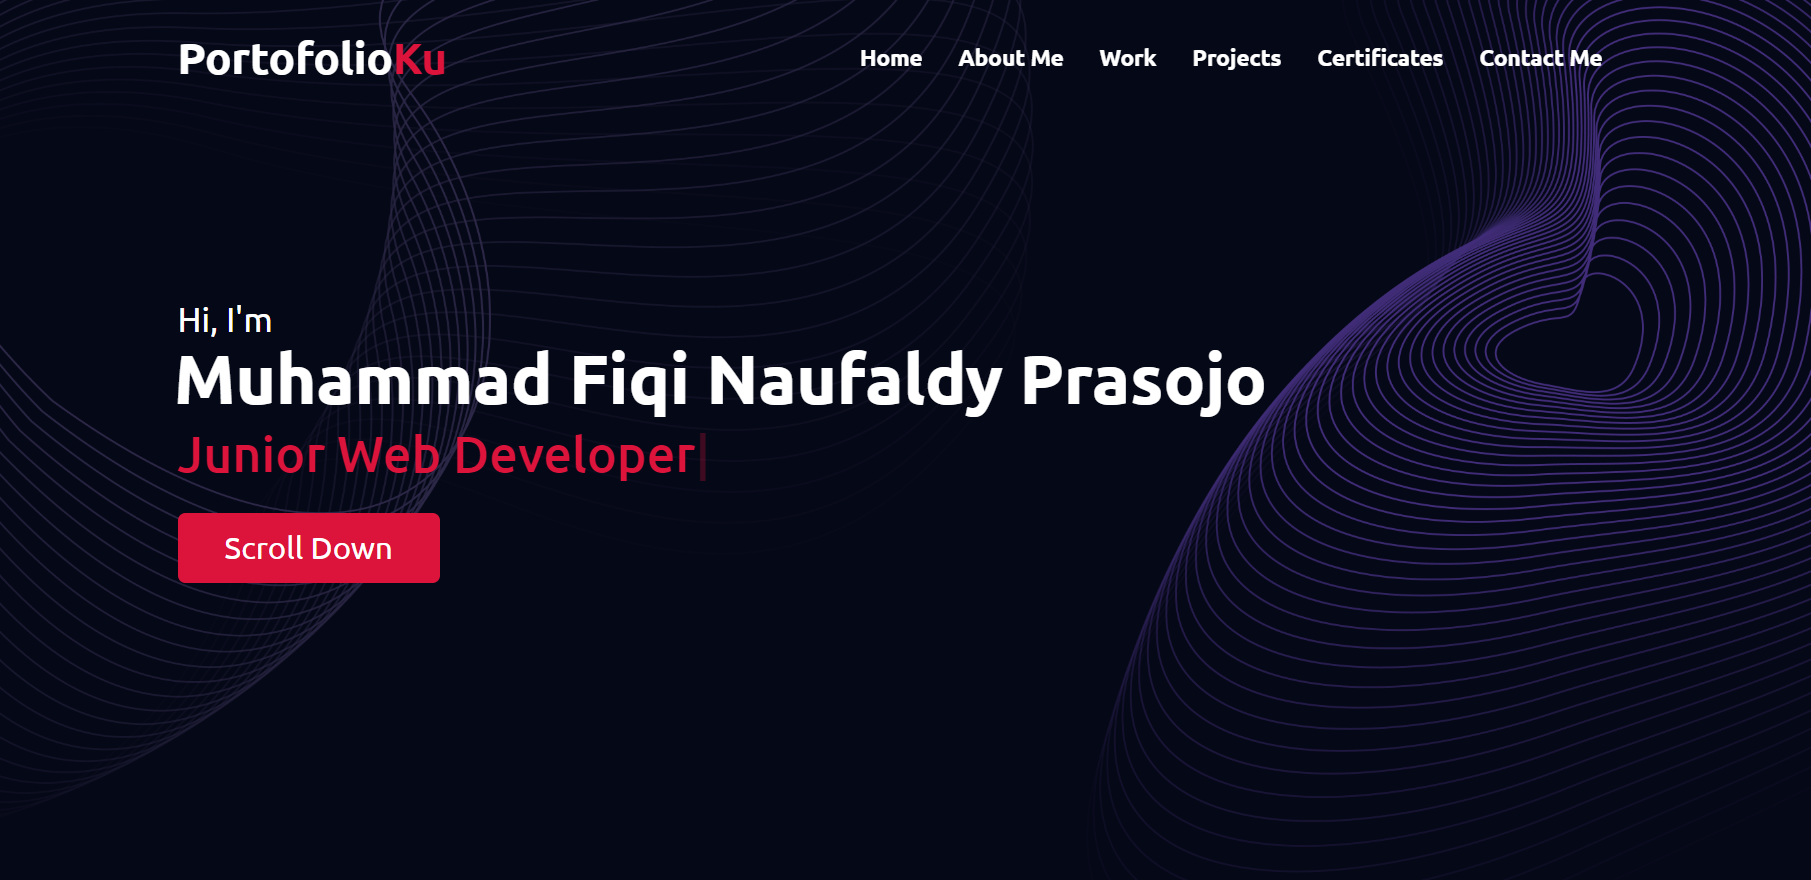 PortofolioKu
Home About Me Work Projects Certificates Contact Me
Hi, I'm
Muhammad Fiqi Naufaldy Prasojo
Junior Web Developer
Scroll Down